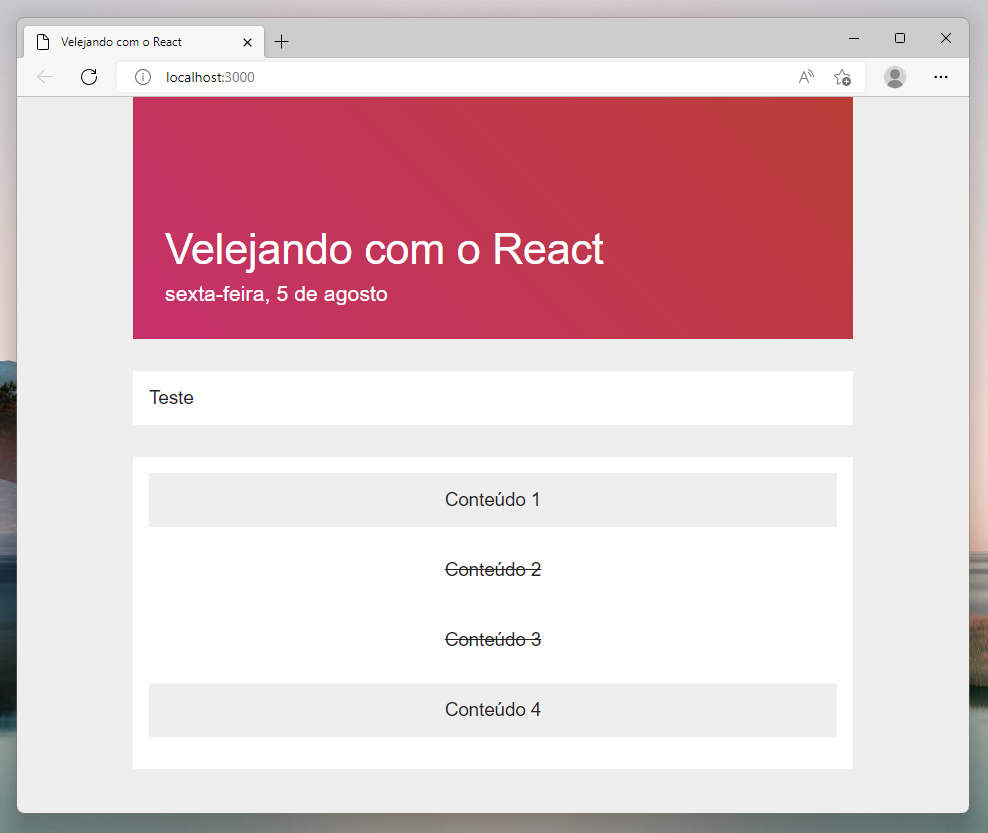 Velejando com o React
localhost:3000
Velejando com o React
sexta-feira, 5 de agosto
Teste
Conteúdo 1
Conteúdo 2
Conteúdo 3
Conteúdo 4